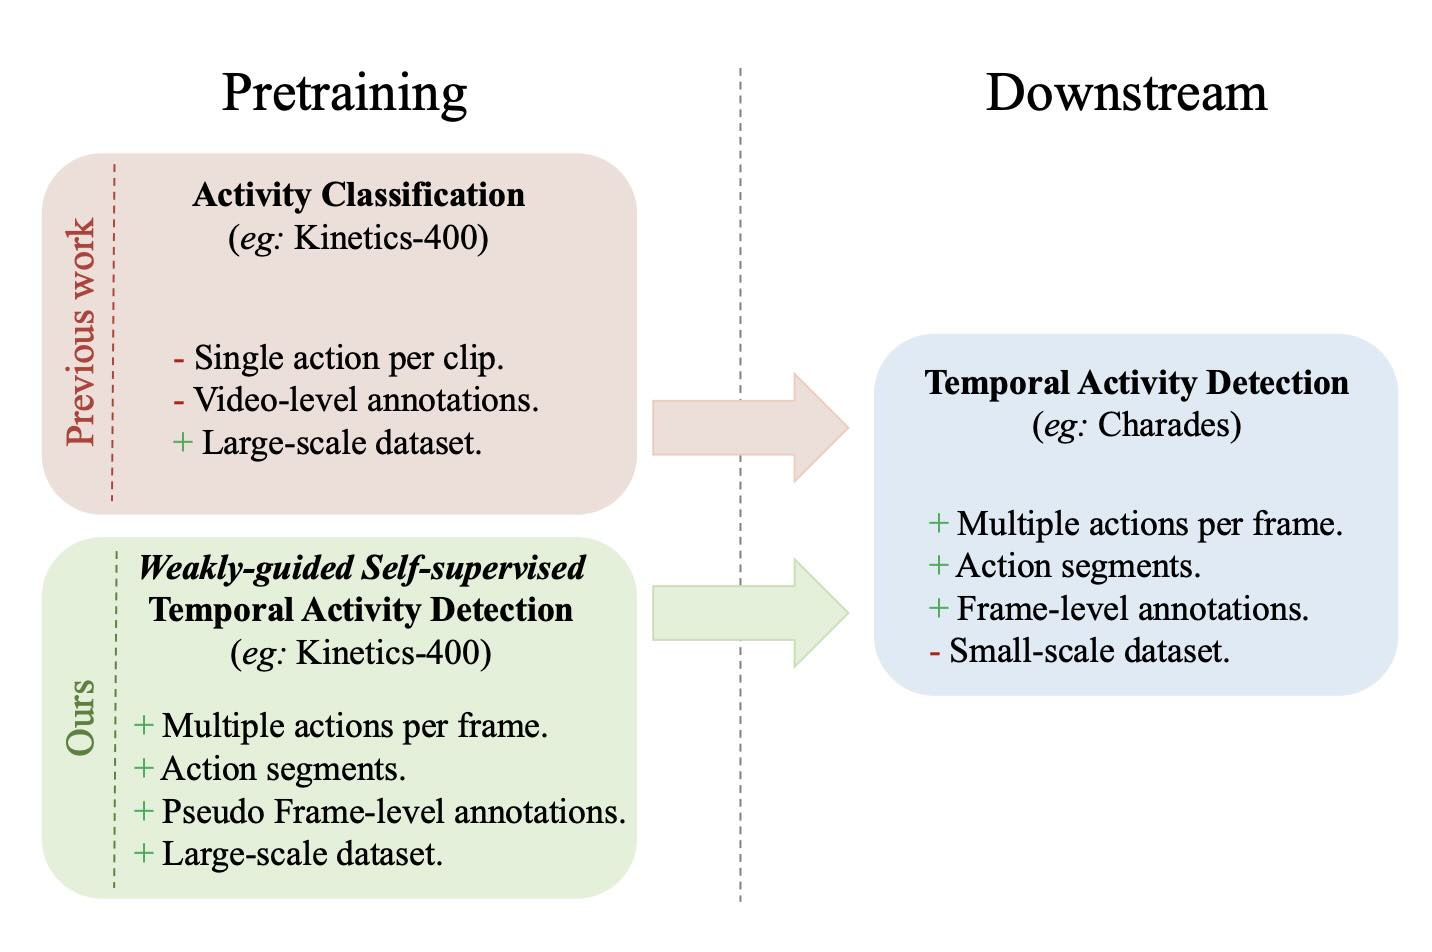 Pretraining
Downstream
Previous work
Activity Classification
(eg: Kinetics-400)
- Single action per clip.
- Video-level annotations.
+ Large-scale dataset.
Ours
Weakly-guided Self-supervised
Temporal Activity Detection
(eg: Kinetics-400)
+ Multiple actions per frame.
+ Action segments.
+ Pseudo Frame-level annotations.
+ Large-scale dataset.
Temporal Activity Detection
(eg: Charades)
+ Multiple actions per frame.
+ Action segments.
+ Frame-level annotations.
- Small-scale dataset.